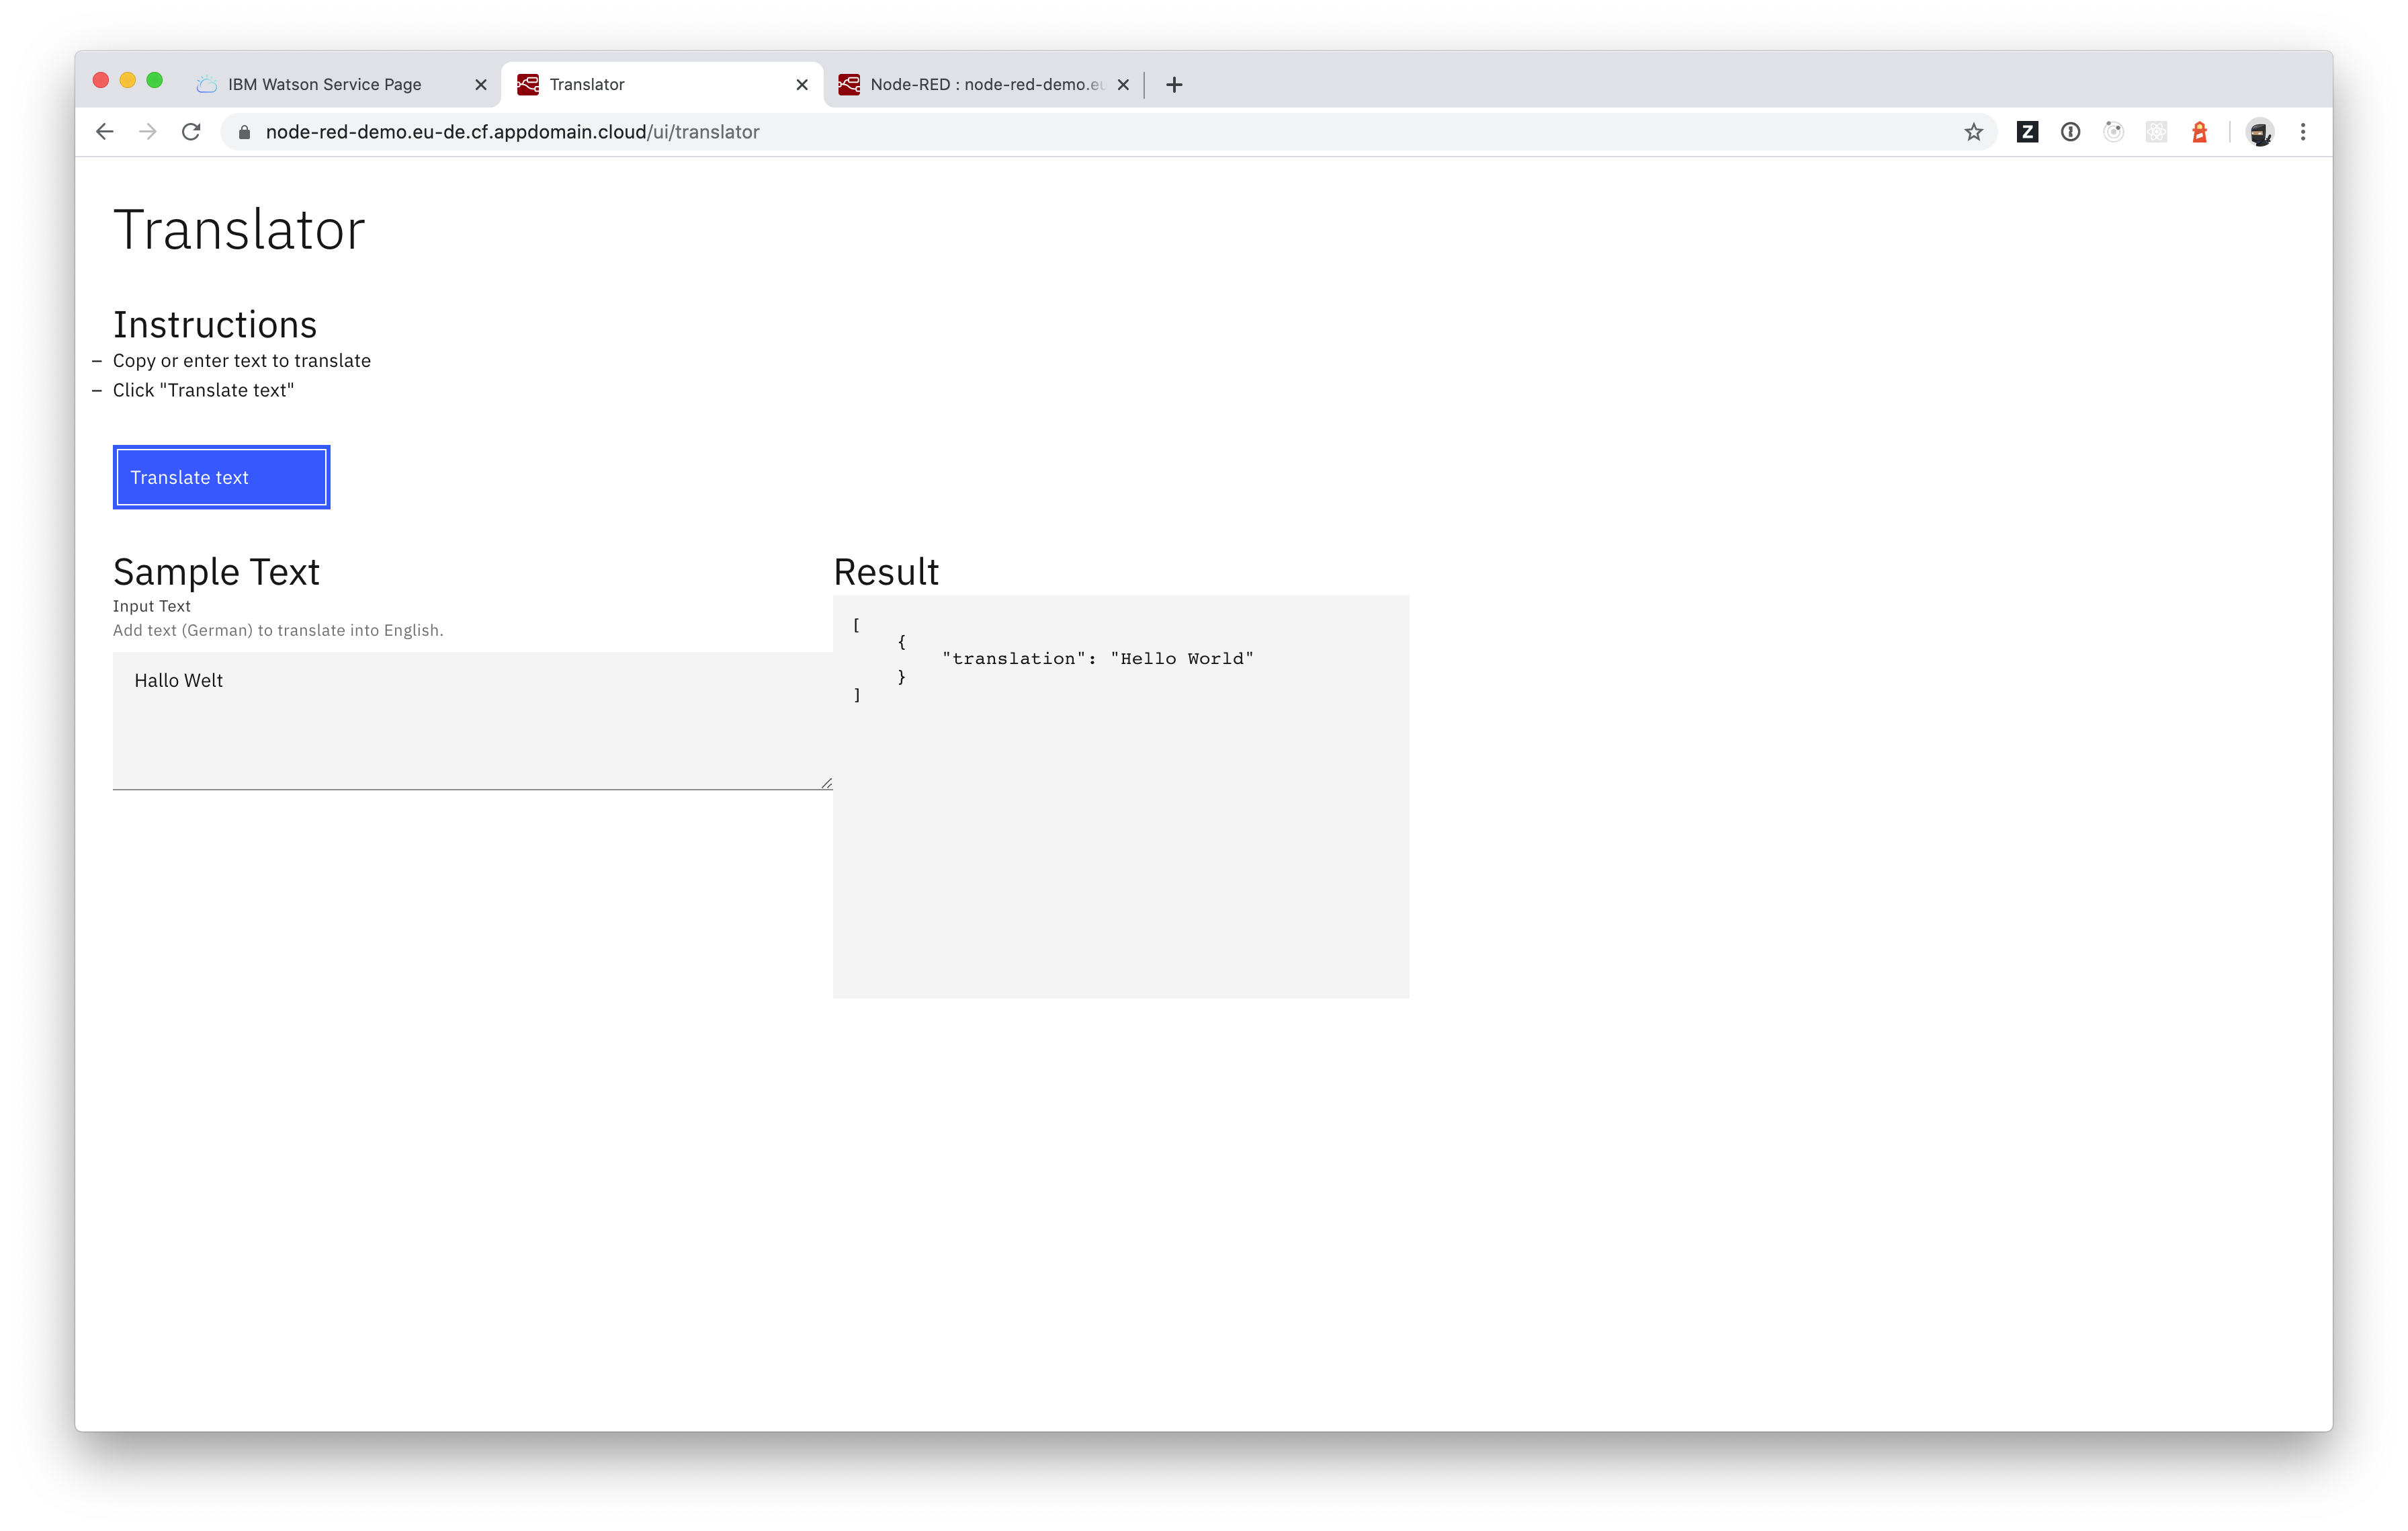 IBM Watson Service Page
Translator
Node-RED : node-red-demo.eu
node-red-demo.eu-de.cf.appdomain.cloud/ui/translator
Z
Translator
Instructions
– Copy or enter text to translate
– Click "Translate text"
Translate text
Sample Text
Input Text
Add text (German) to translate into English.
Hallo Welt
Result
[
{
"translation": "Hello World"
}
]